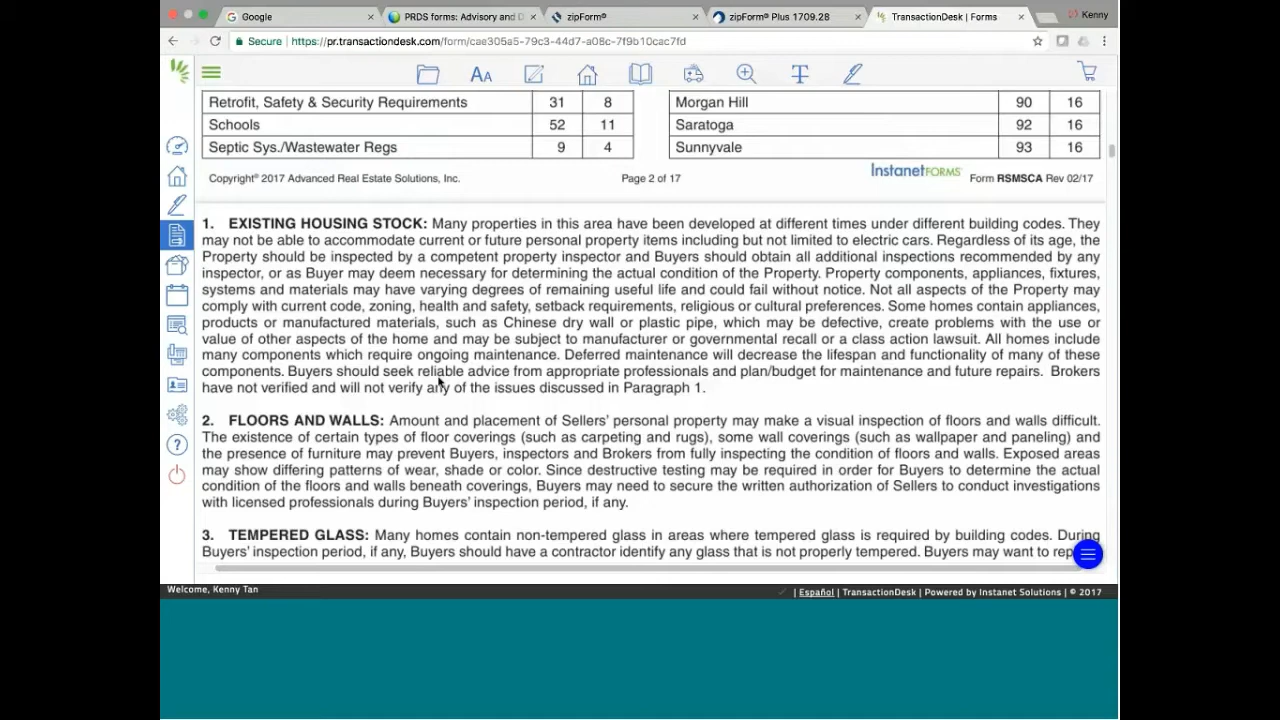 Google
PRDS forms: Advisory and D
zipForm®
zipForm® Plus 1709.28
TransactionDesk | Forms
Kenny
Secure
https://pr.transactiondesk.com/form/cae305a5-79c3-44d7-a08c-7f9b10cac7fd
Retrofit, Safety & Security Requirements 31 8
Morgan Hill 90 16
Schools 52 11
Saratoga 92 16
Septic Sys./Wastewater Regs 9 4
Sunnyvale 93 16
Copyright® 2017 Advanced Real Estate Solutions, Inc.
Page 2 of 17
InstanetFORMS
Form RSMSCA Rev 02/17
1. EXISTING HOUSING STOCK: Many properties in this area have been developed at different times under different building codes. They
may not be able to accommodate current or future personal property items including but not limited to electric cars. Regardless of its age, the
Property should be inspected by a competent property inspector and Buyers should obtain all additional inspections recommended by any
inspector, or as Buyer may deem necessary for determining the actual condition of the Property. Property components, appliances, fixtures,
systems and materials may have varying degrees of remaining useful life and could fail without notice. Not all aspects of the Property may
comply with current code, zoning, health and safety, setback requirements, religious or cultural preferences. Some homes contain appliances,
products or manufactured materials, such as Chinese dry wall or plastic pipe, which may be defective, create problems with the use or
value of other aspects of the home and may be subject to manufacturer or governmental recall or a class action lawsuit. All homes include
many components which require ongoing maintenance. Deferred maintenance will decrease the lifespan and functionality of many of these
components. Buyers should seek reliable advice from appropriate professionals and plan/budget for maintenance and future repairs. Brokers
have not verified and will not verify any of the issues discussed in Paragraph 1.
2. FLOORS AND WALLS: Amount and placement of Sellers' personal property may make a visual inspection of floors and walls difficult.
The existence of certain types of floor coverings (such as carpeting and rugs), some wall coverings (such as wallpaper and paneling) and
the presence of furniture may prevent Buyers, inspectors and Brokers from fully inspecting the condition of floors and walls. Exposed areas
may show differing patterns of wear, shade or color. Since destructive testing may be required in order for Buyers to determine the actual
condition of the floors and walls beneath coverings, Buyers may need to secure the written authorization of Sellers to conduct investigations
with licensed professionals during Buyers' inspection period, if any.
3. TEMPERED GLASS: Many homes contain non-tempered glass in areas where tempered glass is required by building codes. During
Buyers' inspection period, if any, Buyers should have a contractor identify any glass that is not properly tempered. Buyers may want to rep
Welcome, Kenny Tan
| Español | TransactionDesk | Powered by Instanet Solutions | © 2017